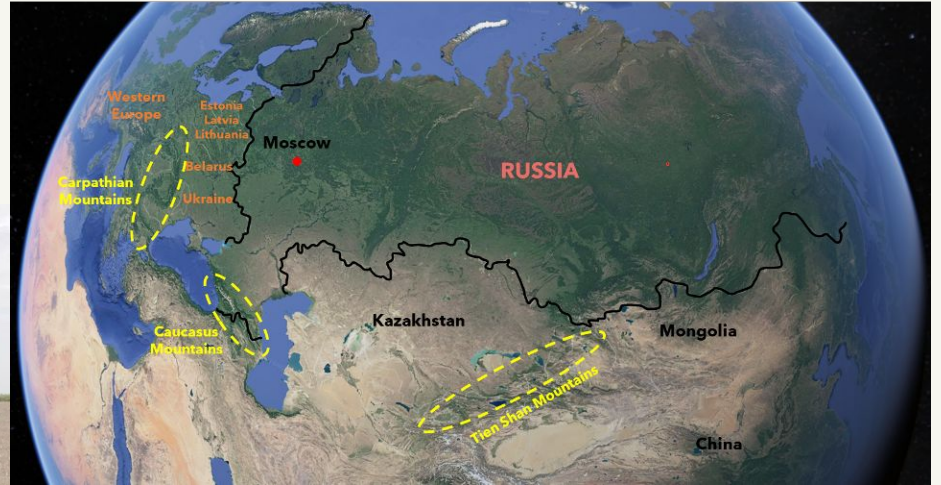 Western
Europe
Estonia
Latvia
Lithuania
Moscow
Belarus
RUSSIA
Carpathian
Mountains
Ukraine
Caucasus
Mountains
Kazakhstan
Mongolia
Tien Shan Mountains
China